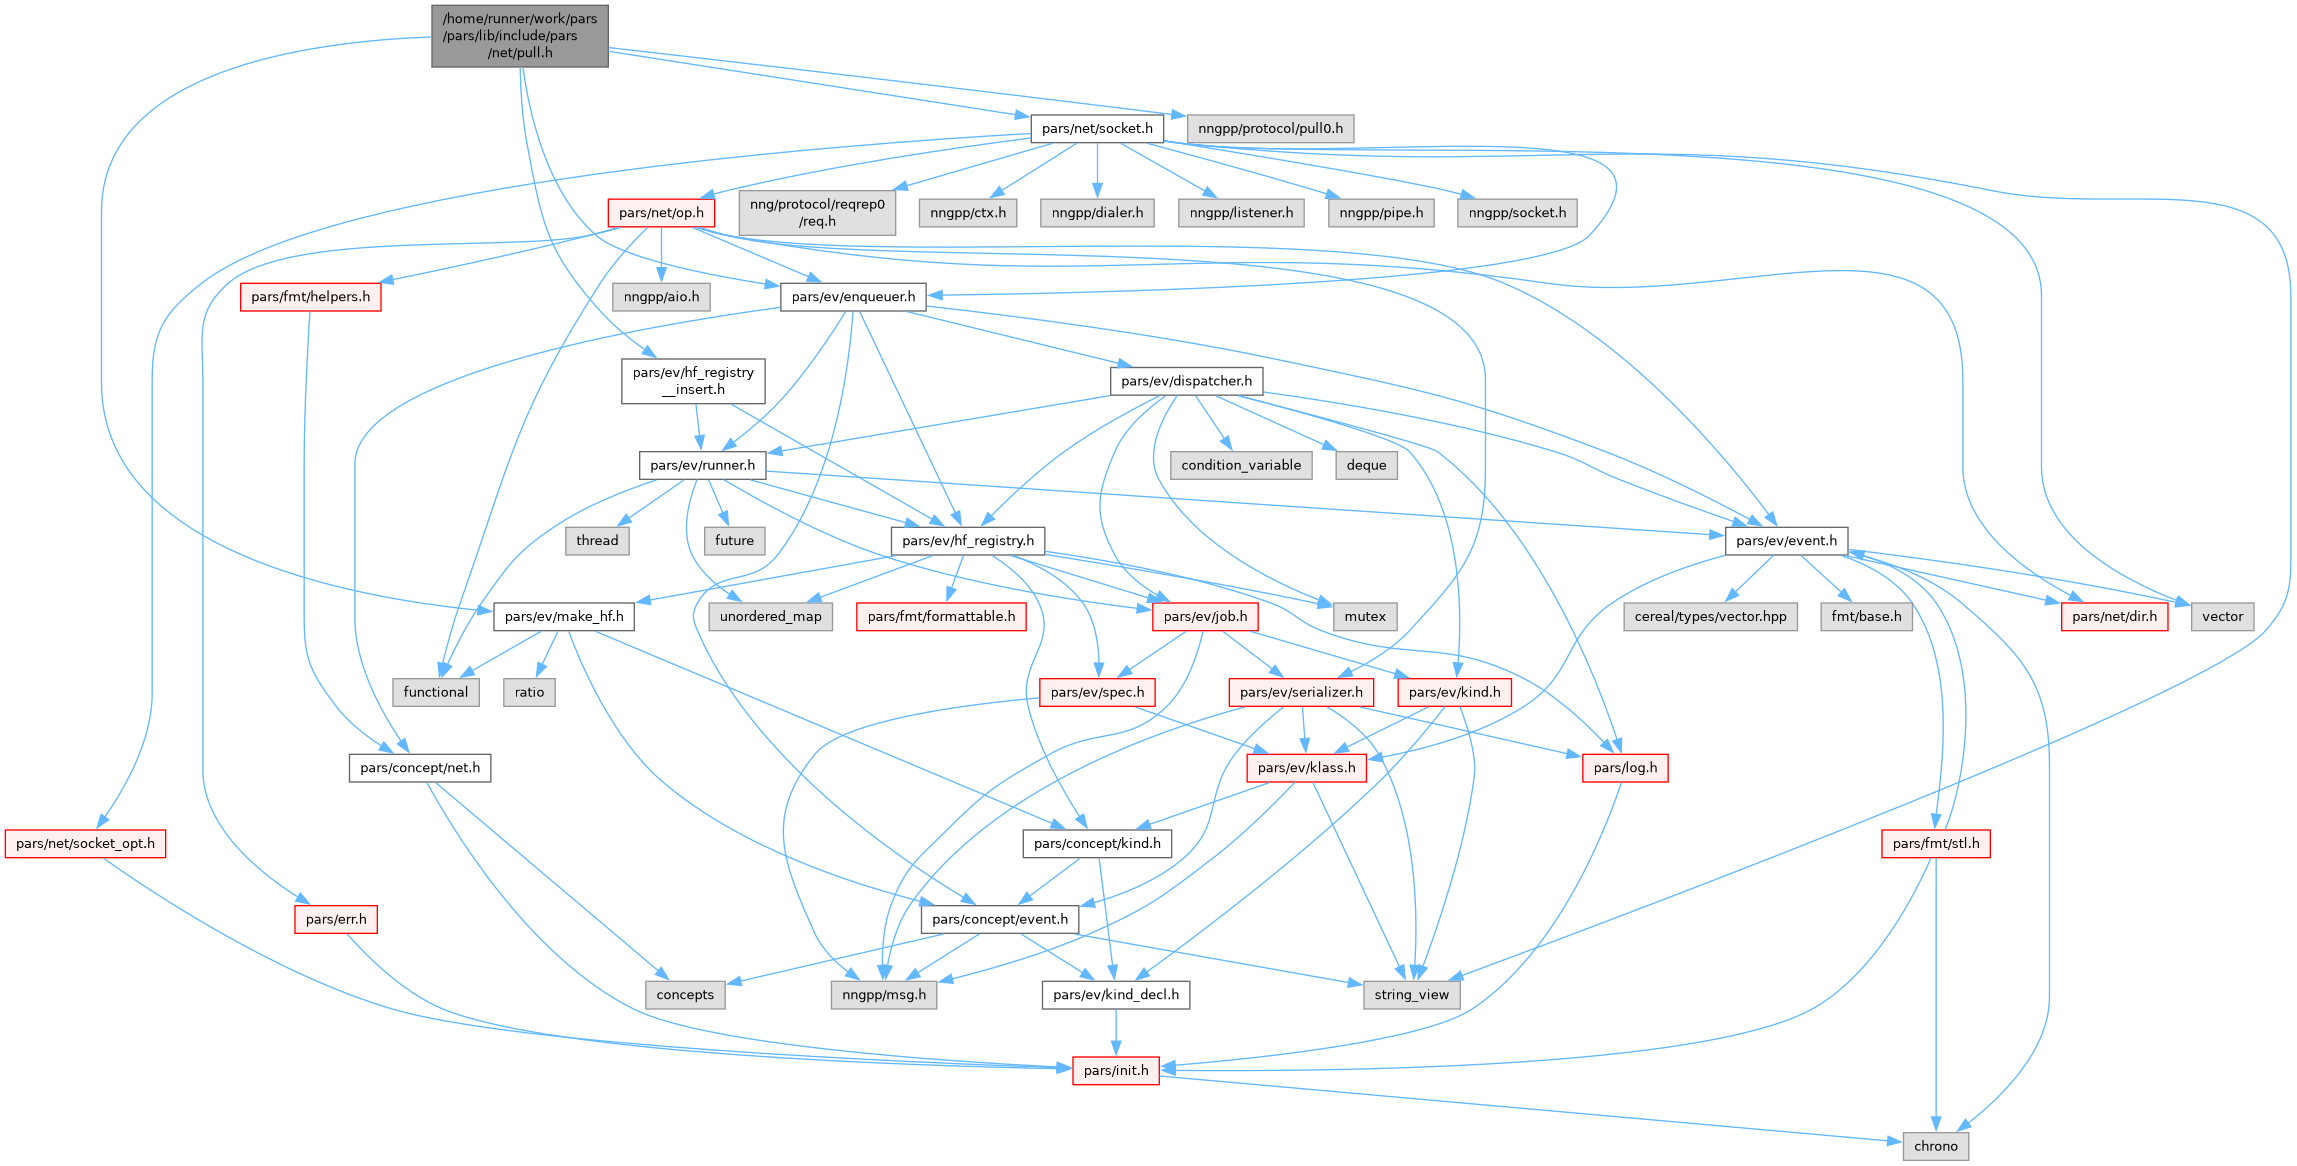 /home/runner/work/pars
/pars/lib/include/pars
/net/pull.h
pars/net/socket.h
nngpp/protocol/pull0.h
pars/net/op.h
nng/protocol/reqrep0
/req.h
nngpp/ctx.h
nngpp/dialer.h
nngpp/listener.h
nngpp/pipe.h
nngpp/socket.h
pars/fmt/helpers.h
nngpp/aio.h
pars/ev/enqueuer.h
pars/ev/hf_registry
__insert.h
pars/ev/dispatcher.h
pars/ev/runner.h
condition_variable
deque
thread
future
pars/ev/hf_registry.h
pars/ev/event.h
pars/ev/make_hf.h
unordered_map
pars/fmt/formattable.h
pars/ev/job.h
mutex
cereal/types/vector.hpp
fmt/base.h
pars/net/dir.h
vector
functional
ratio
pars/ev/spec.h
pars/ev/serializer.h
pars/ev/kind.h
pars/concept/net.h
pars/ev/klass.h
pars/log.h
pars/net/socket_opt.h
pars/concept/kind.h
pars/fmt/stl.h
pars/err.h
pars/concept/event.h
concepts
nngpp/msg.h
pars/ev/kind_decl.h
string_view
pars/init.h
chrono